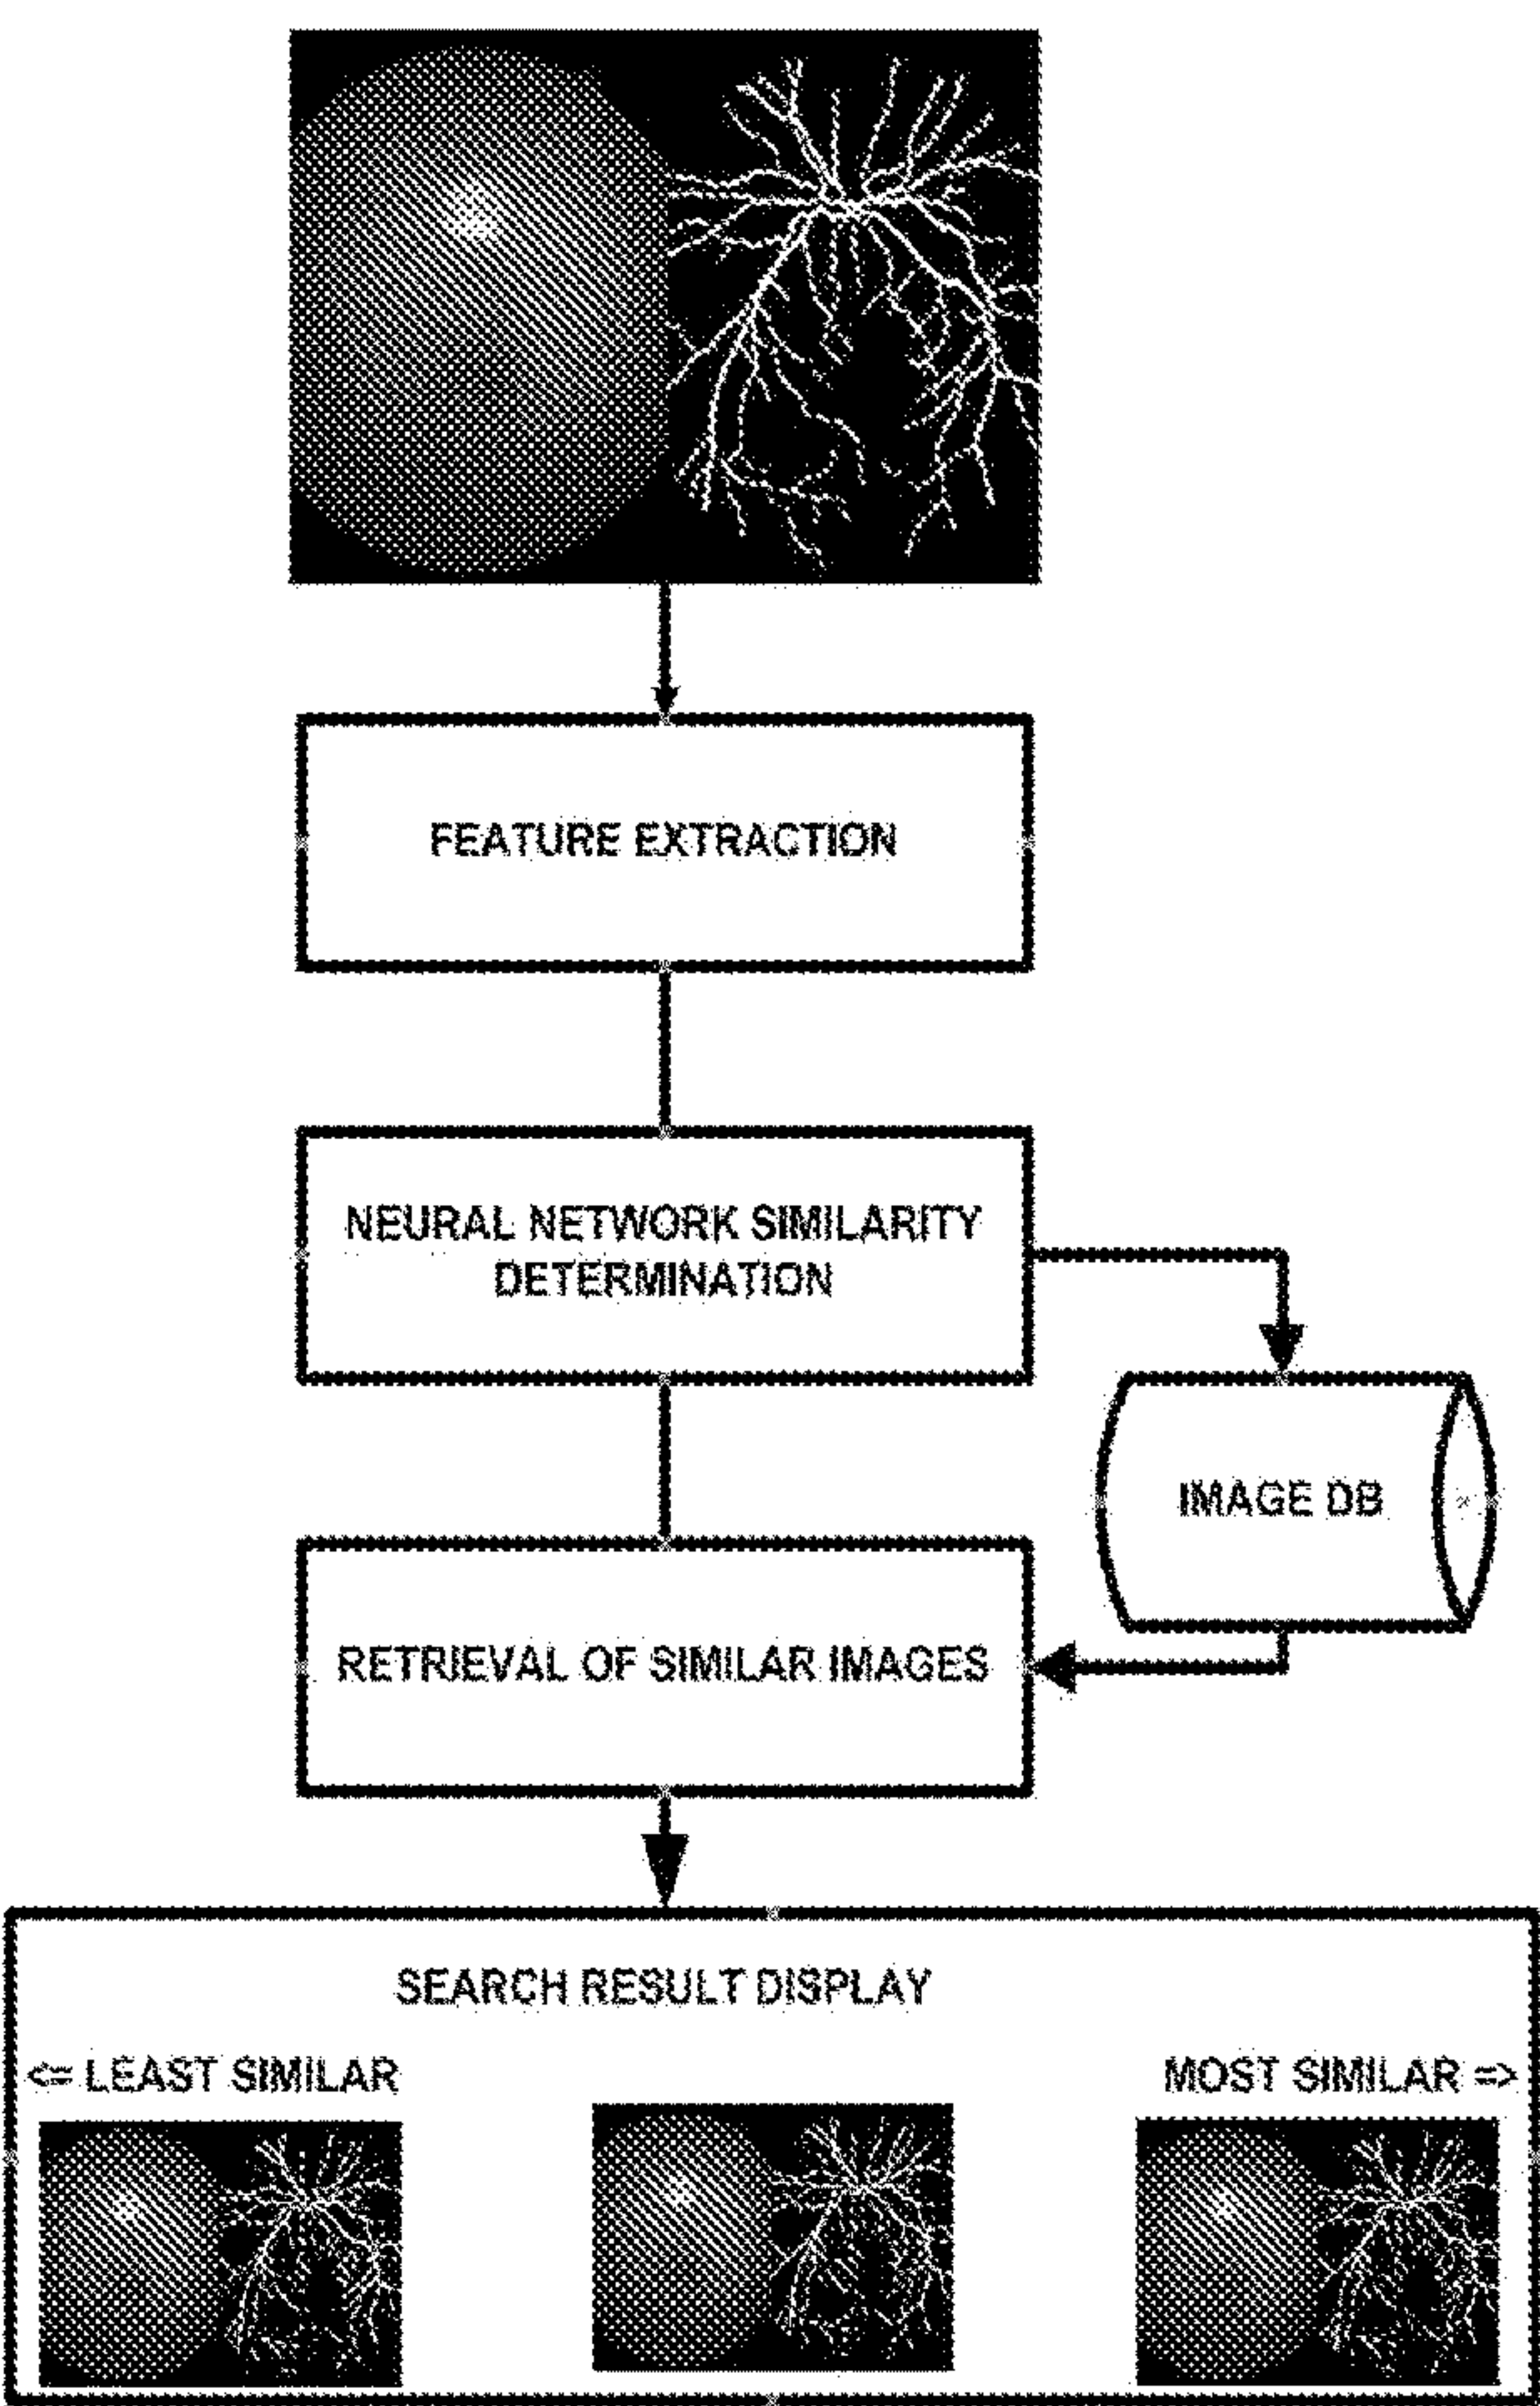 FEATURE EXTRACTION
NEURAL NETWORK SIMILARITY
DETERMINATION
IMAGE DB
RETRIEVAL OF SIMILAR IMAGES
SEARCH RESULT DISPLAY
<= LEAST SIMILAR
MOST SIMILAR =>